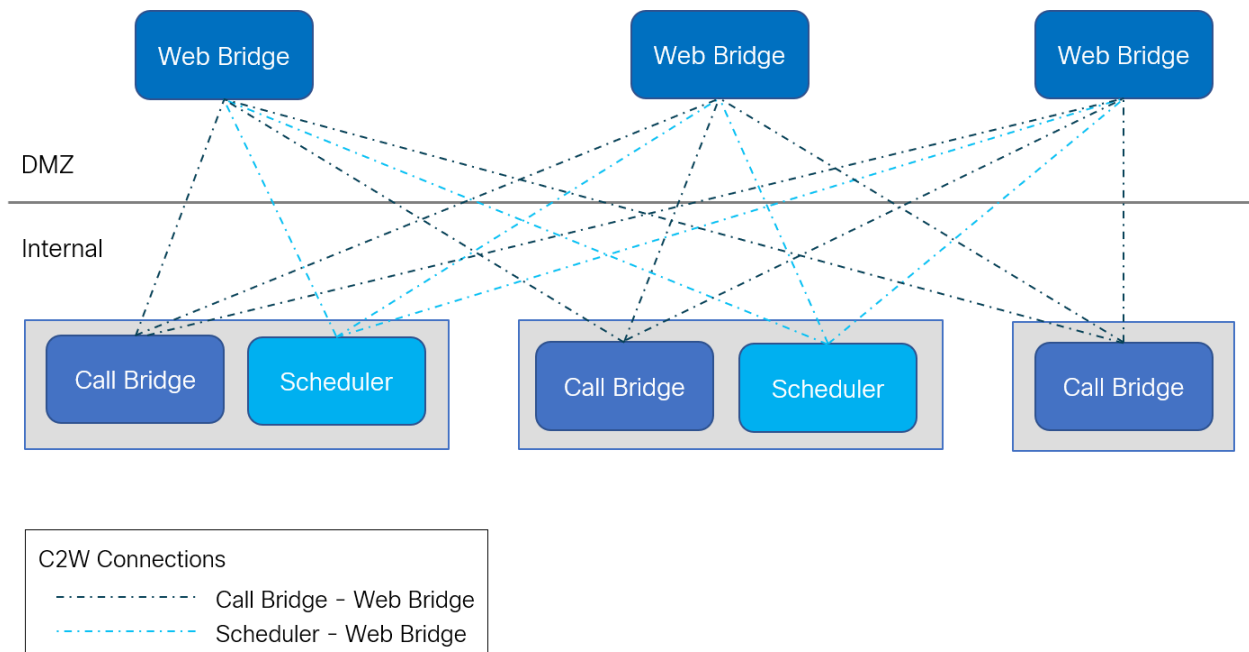 Web Bridge
Web Bridge
Web Bridge
DMZ
Internal
Call Bridge
Scheduler
Call Bridge
Scheduler
Call Bridge
C2W Connections
Call Bridge - Web Bridge
Scheduler - Web Bridge